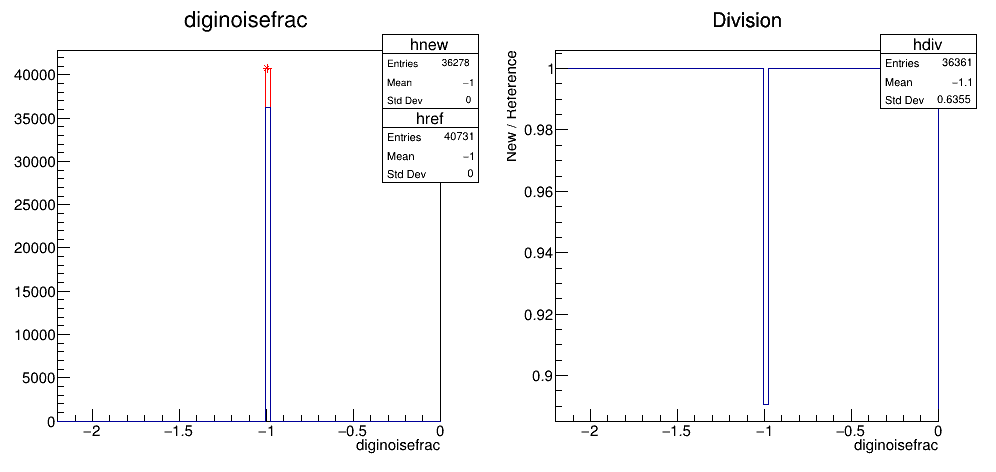 diginoisefrac
hnew
Entries 36278
Mean −1
Std Dev 0
href
Entries 40731
Mean −1
Std Dev 0
40000
35000
30000
25000
20000
15000
10000
5000
0
−2 −1.5 −1 −0.5 0
diginoisefrac
Division
hdiv
Entries 36361
Mean −1.1
Std Dev 0.6355
New / Reference
1
0.98
0.96
0.94
0.92
0.9
−2 −1.5 −1 −0.5 0
diginoisefrac